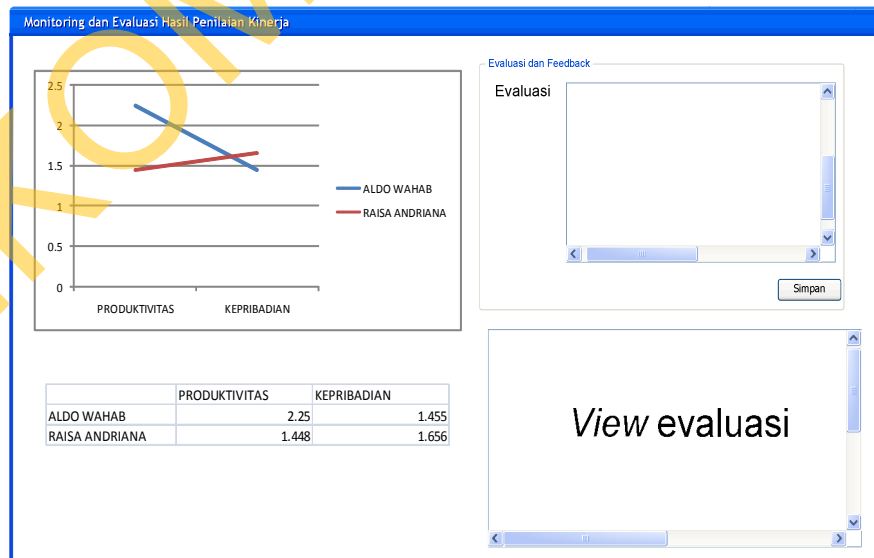 Monitoring dan Evaluasi Hasil Penilaian Kinerja
2.5
2
1.5
1
0.5
0
PRODUKTIVITAS KEPRIBADIAN
ALDO WAHAB
RAISA ANDRIANA
Evaluasi dan Feedback
Evaluasi
Simpan
PRODUKTIVITAS KEPRIBADIAN
ALDO WAHAB 2.25 1.455
RAISA ANDRIANA 1.448 1.656
View evaluasi